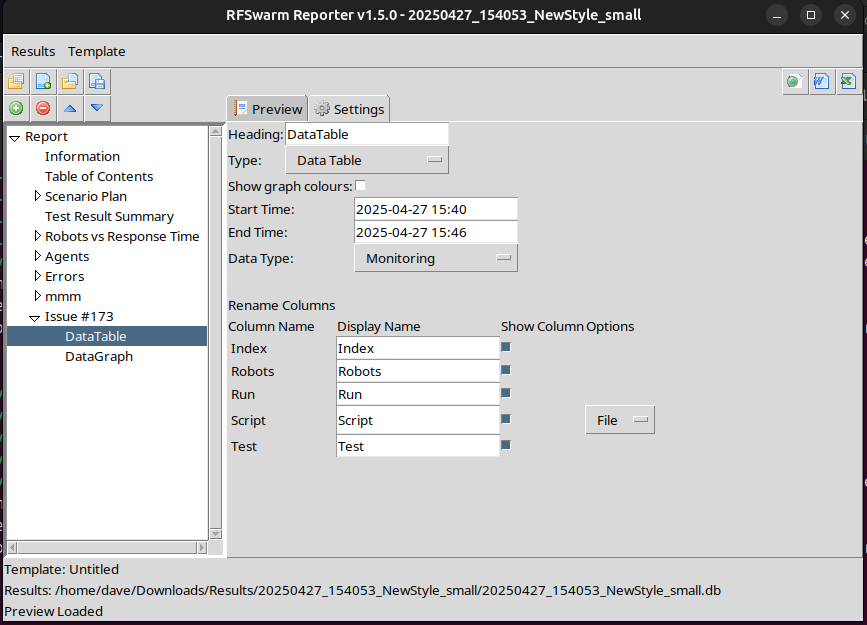 RFSwarm Reporter v1.5.0 - 20250427_154053_NewStyle_small
Results Template
Preview Settings
Report
Information
Table of Contents
Scenario Plan
Test Result Summary
Robots vs Response Time
Agents
Errors
mmm
Issue #173
DataTable
DataGraph
Heading: DataTable
Type: Data Table
Show graph colours:
Start Time: 2025-04-27 15:40
End Time: 2025-04-27 15:46
Data Type: Monitoring
Rename Columns
Column Name Display Name Show Column Options
Index Index
Robots Robots
Run Run
Script Script File
Test Test
Template: Untitled
Results: /home/dave/Downloads/Results/20250427_154053_NewStyle_small/20250427_154053_NewStyle_small.db
Preview Loaded